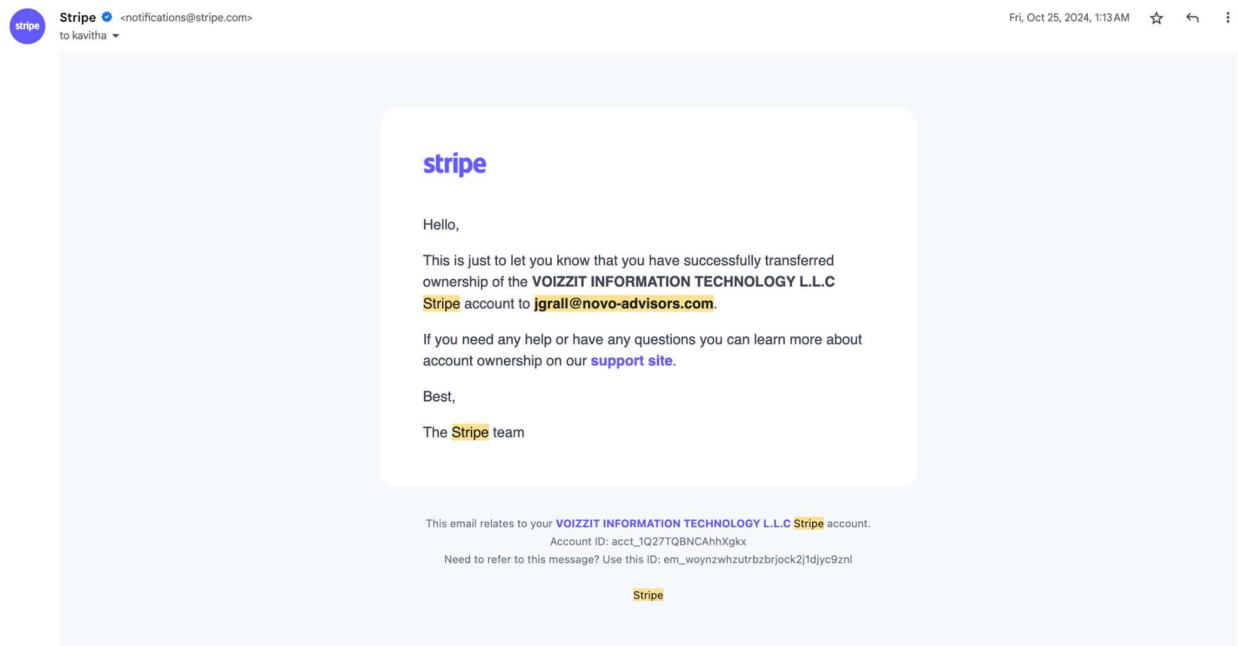 stripe
Stripe <notifications@stripe.com>
Fri, Oct 25, 2024, 1:13 AM
to kavitha
stripe
Hello,
This is just to let you know that you have successfully transferred
ownership of the VOIZZIT INFORMATION TECHNOLOGY L.L.C
Stripe account to jgrall@novo-advisors.com.
If you need any help or have any questions you can learn more about
account ownership on our support site.
Best,
The Stripe team
This email relates to your VOIZZIT INFORMATION TECHNOLOGY L.L.C Stripe account.
Account ID: acct_1Q27TQBNCAhhXgkx
Need to refer to this message? Use this ID: em_woynzwhzutrbzbrjock2j1djyc9znl
Stripe